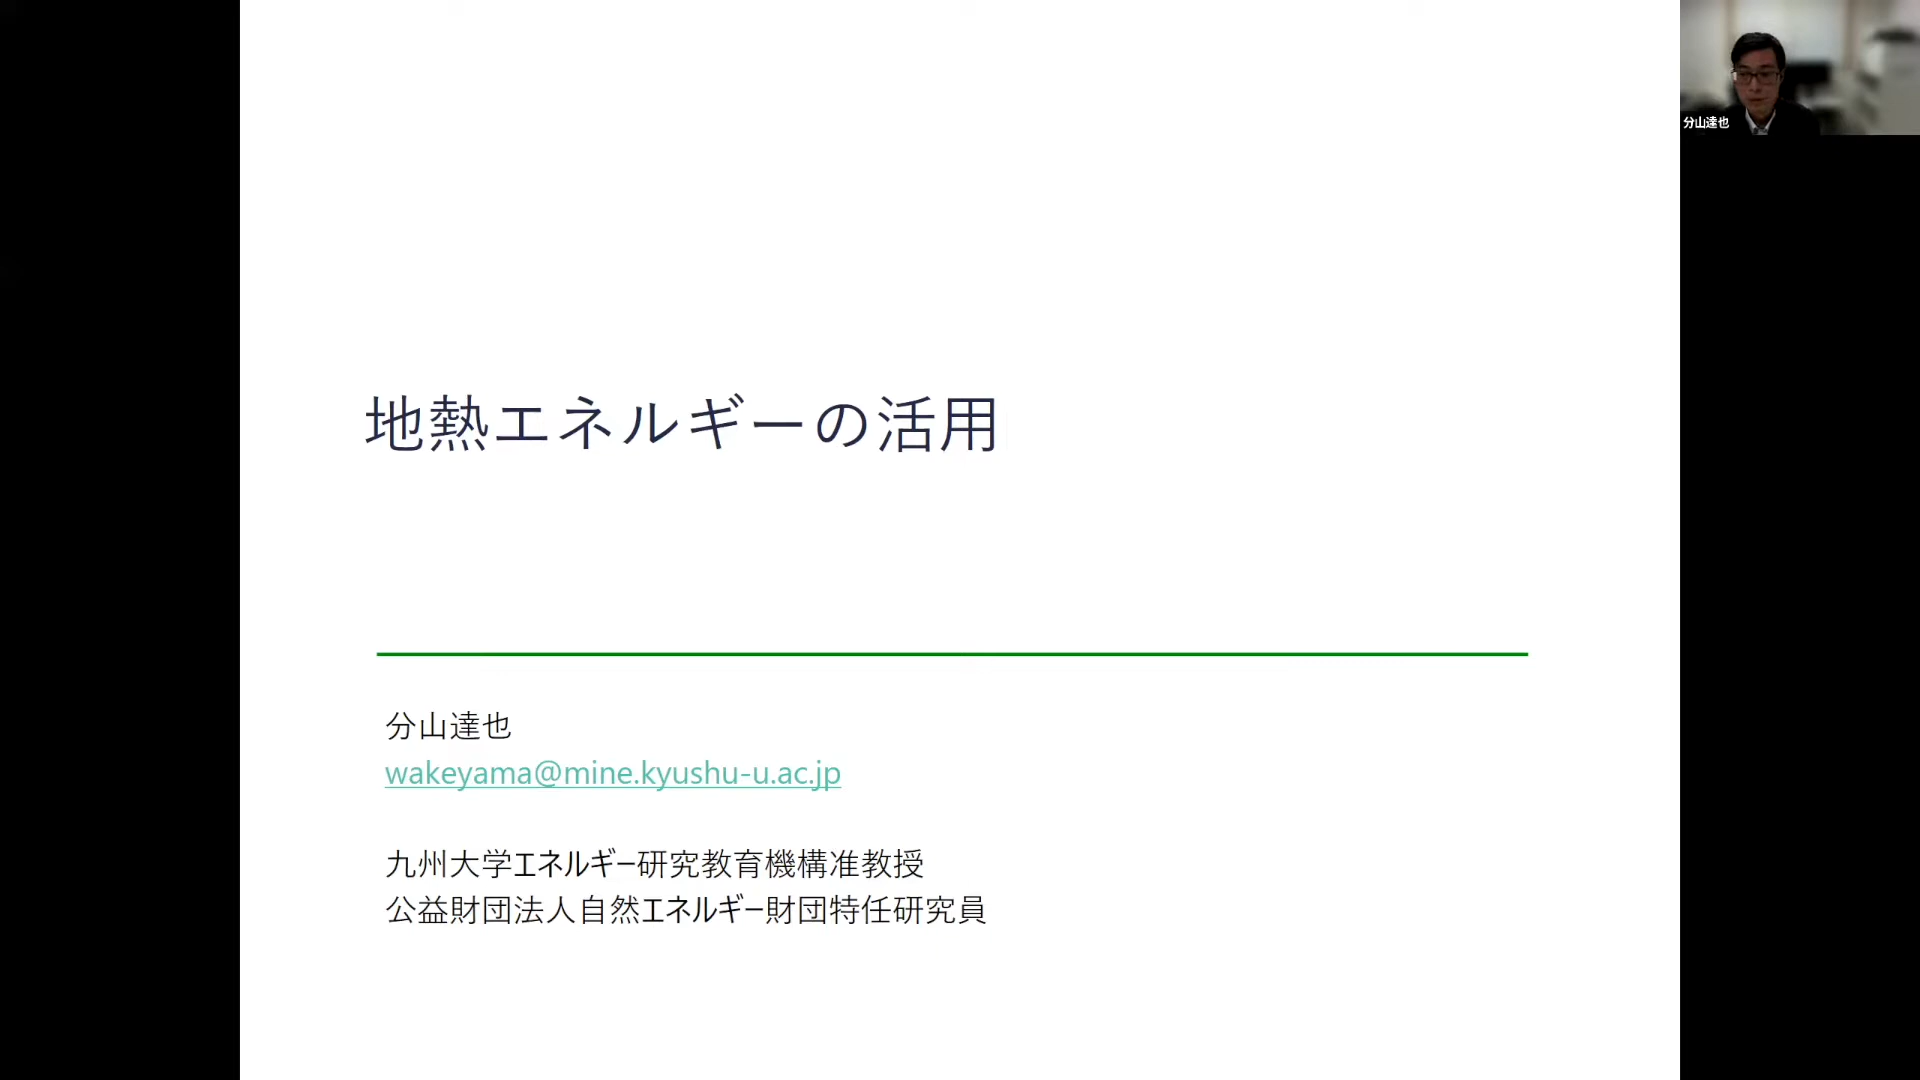 地熱エネルギーの活用
分山達也
wakeyama@mine.kyushu-u.ac.jp
九州大学エネルギー研究教育機構准教授
公益財団法人自然エネルギー財団特任研究員
分山達也